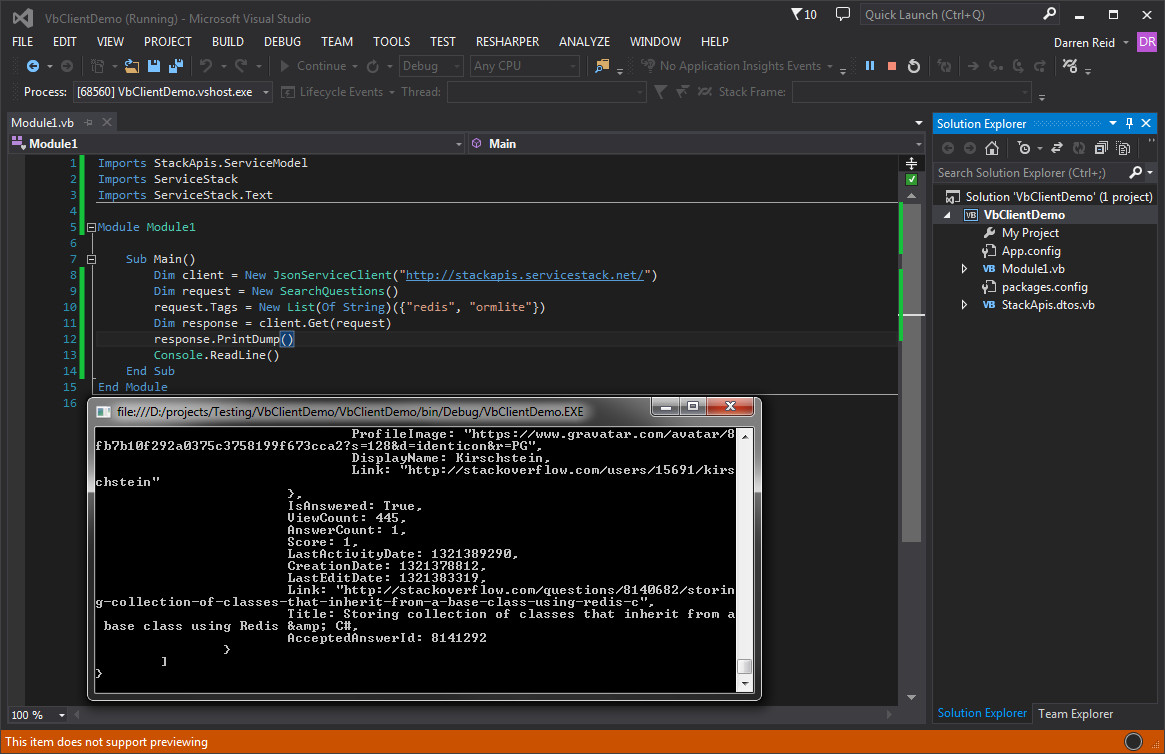 VbClientDemo (Running) - Microsoft Visual Studio
10
Quick Launch (Ctrl+Q)
FILE EDIT VIEW PROJECT BUILD DEBUG TEAM TOOLS TEST RESHARPER ANALYZE WINDOW HELP
Darren Reid DR
Continue Debug Any CPU No Application Insights Events
Process: [68560] VbClientDemo.vshost.exe Lifecycle Events Thread: Stack Frame:
Module1.vb
Module1 Main
1 Imports StackApis.ServiceModel
2 Imports ServiceStack
3 Imports ServiceStack.Text
4
5 Module Module1
6
7 Sub Main()
8 Dim client = New JsonServiceClient("http://stackapis.servicestack.net/")
9 Dim request = New SearchQuestions()
10 request.Tags = New List(Of String)({"redis", "ormlite"})
11 Dim response = client.Get(request)
12 response.PrintDump()
13 Console.ReadLine()
14 End Sub
15 End Module
16
file:///D:/projects/Testing/VbClientDemo/VbClientDemo/bin/Debug/VbClientDemo.EXE
ProfileImage: "https://www.gravatar.com/avatar/8
fb7b10f292a0375c3758199f673cca2?s=128&d=identicon&r=PG",
DisplayName: Kirschstein,
Link: "http://stackoverflow.com/users/15691/kirs
chstein"
},
IsAnswered: True,
ViewCount: 445,
AnswerCount: 1,
Score: 1,
LastActivityDate: 1321389290,
CreationDate: 1321378812,
LastEditDate: 1321383319,
Link: "http://stackoverflow.com/questions/8140682/storin
g-collection-of-classes-that-inherit-from-a-base-class-using-redis-c",
Title: Storing collection of classes that inherit from a
base class using Redis &amp; C#,
AcceptedAnswerId: 8141292
}
]
}
100 %
Solution Explorer
Search Solution Explorer (Ctrl+;)
Solution 'VbClientDemo' (1 project)
VB VbClientDemo
My Project
App.config
VB Module1.vb
packages.config
VB StackApis.dtos.vb
Solution Explorer Team Explorer
This item does not support previewing